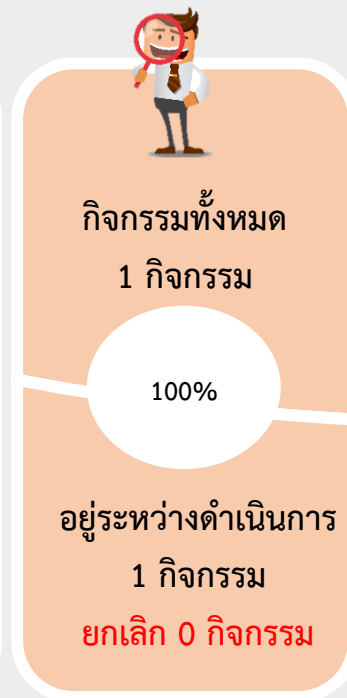 กิจกรรมทั้งหมด
1 กิจกรรม
100%
อยู่ระหว่างดำเนินการ
1 กิจกรรม
ยกเลิก 0 กิจกรรม